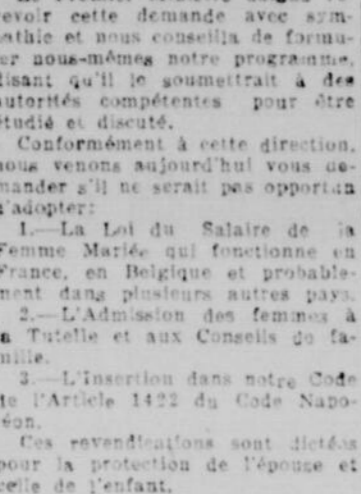 evoir cette demande avec sym-
athie et nous conseilla de formu-
er nous-mêmes notre programme,
disant qu'il le soumettrait à des
autorités compétentes pour être
étudié et discuté.
Conformément à cette direction,
nous venons aujourd'hui vous de-
mander s'il ne serait pas opportun
d'adopter:
1.—La Loi du Salaire de la
Femme Mariée qui fonctionne en
France, en Belgique et probable-
ment dans plusieurs autres pays.
2.—L'Admission des femmes à
la Tutelle et aux Conseils de fa-
mille.
3.—L'Insertion dans notre Code
de l'Article 1422 du Code Napo-
léon.
Ces revendications sont dictées
pour la protection de l'épouse et
celle de l'enfant.